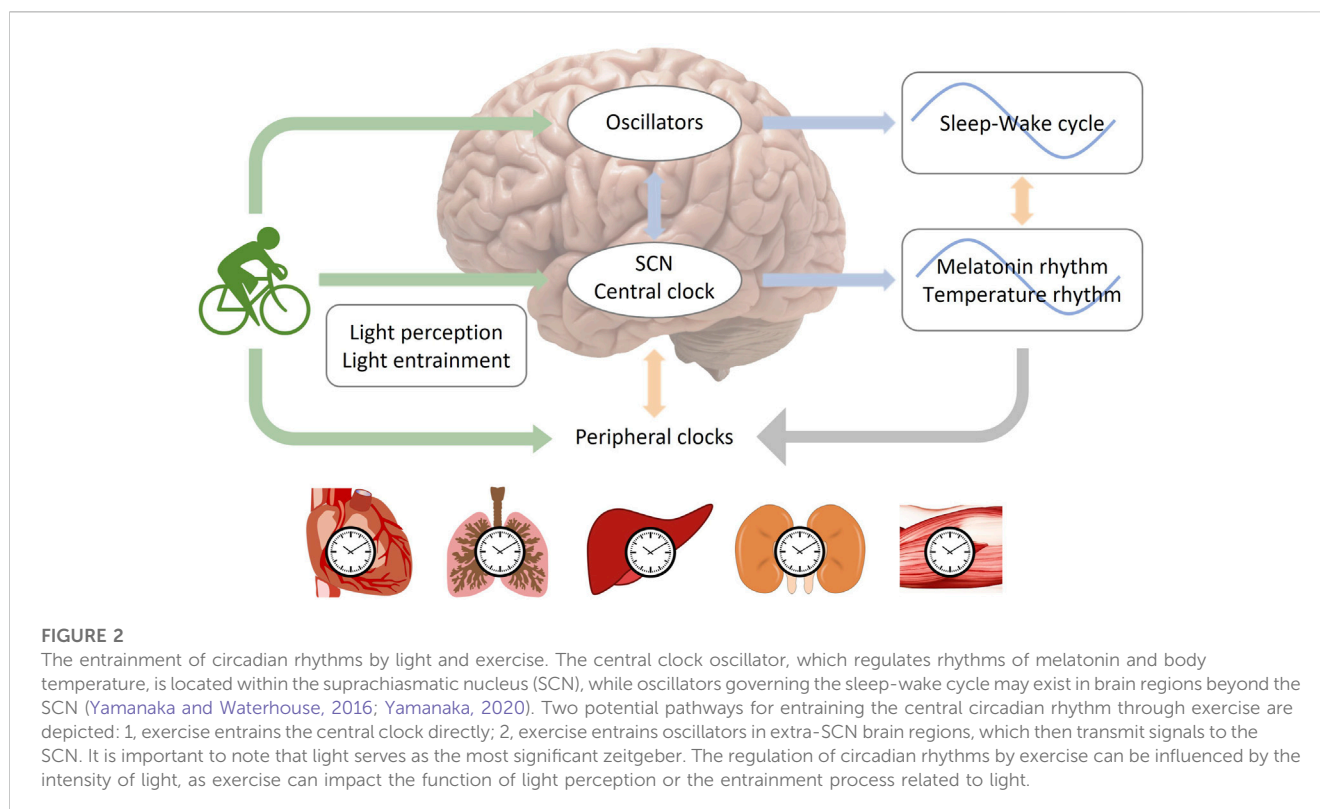 Oscillators
Sleep-Wake cycle
SCN
Central clock
Melatonin rhythm
Temperature rhythm
Light perception
Light entrainment
Peripheral clocks
FIGURE 2
The entrainment of circadian rhythms by light and exercise. The central clock oscillator, which regulates rhythms of melatonin and body
temperature, is located within the suprachiasmatic nucleus (SCN), while oscillators governing the sleep-wake cycle may exist in brain regions beyond the
SCN (Yamanaka and Waterhouse, 2016; Yamanaka, 2020). Two potential pathways for entraining the central circadian rhythm through exercise are
depicted: 1, exercise entrains the central clock directly; 2, exercise entrains oscillators in extra-SCN brain regions, which then transmit signals to the
SCN. It is important to note that light serves as the most significant zeitgeber. The regulation of circadian rhythms by exercise can be influenced by the
intensity of light, as exercise can impact the function of light perception or the entrainment process related to light.